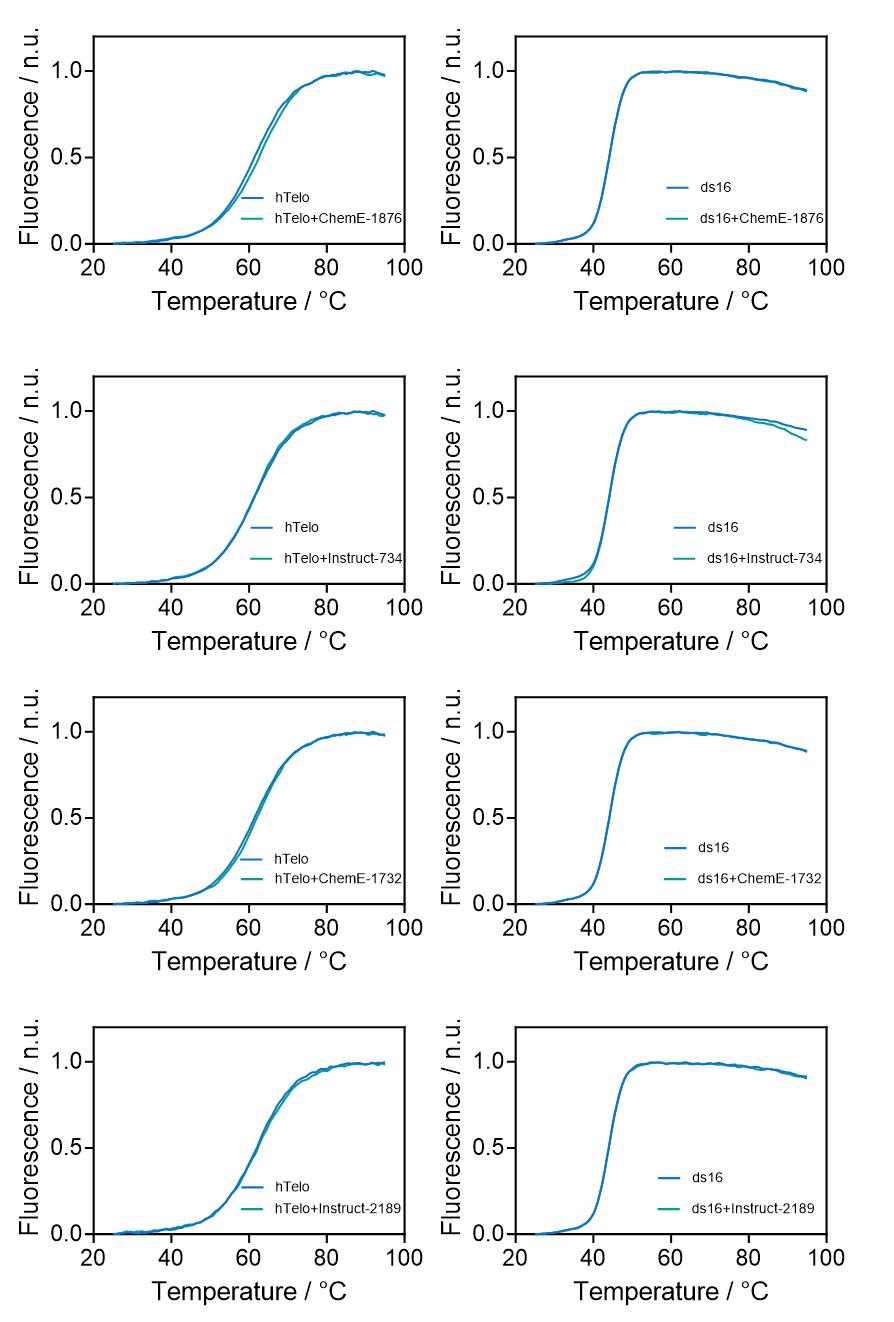 Fluorescence / n.u.
1.0
0.5
0.0
hTelo
hTelo+ChemE-1876
20 40 60 80 100
Temperature / °C
Fluorescence / n.u.
1.0
0.5
0.0
ds16
ds16+ChemE-1876
20 40 60 80 100
Temperature / °C
Fluorescence / n.u.
1.0
0.5
0.0
hTelo
hTelo+Instruct-734
20 40 60 80 100
Temperature / °C
Fluorescence / n.u.
1.0
0.5
0.0
ds16
ds16+Instruct-734
20 40 60 80 100
Temperature / °C
Fluorescence / n.u.
1.0
0.5
0.0
hTelo
hTelo+ChemE-1732
20 40 60 80 100
Temperature / °C
Fluorescence / n.u.
1.0
0.5
0.0
ds16
ds16+ChemE-1732
20 40 60 80 100
Temperature / °C
Fluorescence / n.u.
1.0
0.5
0.0
hTelo
hTelo+Instruct-2189
20 40 60 80 100
Temperature / °C
Fluorescence / n.u.
1.0
0.5
0.0
ds16
ds16+Instruct-2189
20 40 60 80 100
Temperature / °C